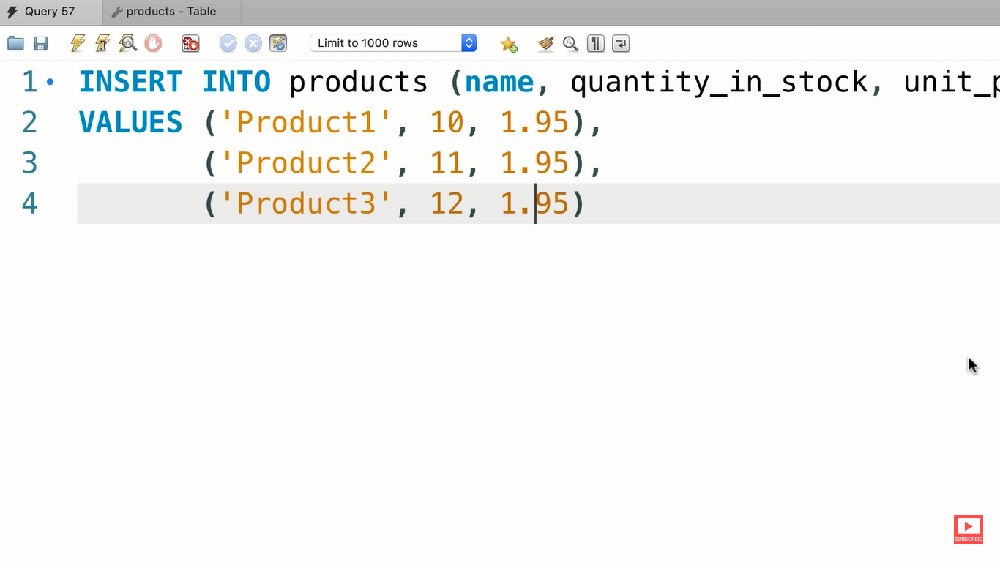 Query 57
products - Table
Limit to 1000 rows
1 INSERT INTO products (name, quantity_in_stock, unit_p
2 VALUES ('Product1', 10, 1.95),
3 ('Product2', 11, 1.95),
4 ('Product3', 12, 1.95)
SUBSCRIBE